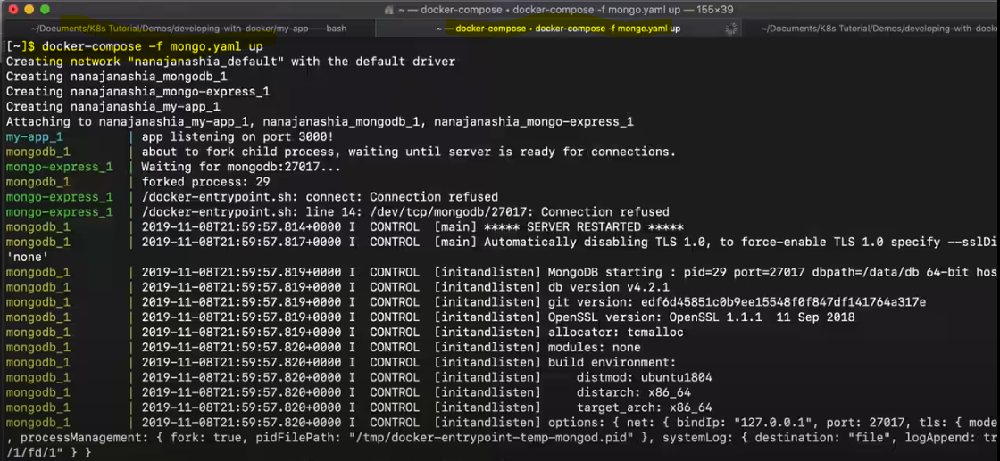 ~ — docker-compose • docker-compose -f mongo.yaml up — 155×39
~/Documents/K8s Tutorial/Demos/developing-with-docker/my-app — -bash
~ — docker-compose • docker-compose -f mongo.yaml up
~/Documents/K8s Tutorial/Demos/developing-with-docke
[~]$ docker-compose -f mongo.yaml up
Creating network "nanajanashia_default" with the default driver
Creating nanajanashia_mongodb_1
Creating nanajanashia_mongo-express_1
Creating nanajanashia_my-app_1
Attaching to nanajanashia_my-app_1, nanajanashia_mongodb_1, nanajanashia_mongo-express_1
my-app_1 | app listening on port 3000!
mongodb_1 | about to fork child process, waiting until server is ready for connections.
mongo-express_1 | Waiting for mongodb:27017...
mongodb_1 | forked process: 29
mongo-express_1 | /docker-entrypoint.sh: connect: Connection refused
mongo-express_1 | /docker-entrypoint.sh: line 14: /dev/tcp/mongodb/27017: Connection refused
mongodb_1 | 2019-11-08T21:59:57.814+0000 I CONTROL [main] ***** SERVER RESTARTED *****
mongodb_1 | 2019-11-08T21:59:57.817+0000 I CONTROL [main] Automatically disabling TLS 1.0, to force-enable TLS 1.0 specify --sslDi
'none'
mongodb_1 | 2019-11-08T21:59:57.819+0000 I CONTROL [initandlisten] MongoDB starting : pid=29 port=27017 dbpath=/data/db 64-bit hos
mongodb_1 | 2019-11-08T21:59:57.819+0000 I CONTROL [initandlisten] db version v4.2.1
mongodb_1 | 2019-11-08T21:59:57.819+0000 I CONTROL [initandlisten] git version: edf6d45851c0b9ee15548f0f847df141764a317e
mongodb_1 | 2019-11-08T21:59:57.819+0000 I CONTROL [initandlisten] OpenSSL version: OpenSSL 1.1.1 11 Sep 2018
mongodb_1 | 2019-11-08T21:59:57.819+0000 I CONTROL [initandlisten] allocator: tcmalloc
mongodb_1 | 2019-11-08T21:59:57.820+0000 I CONTROL [initandlisten] modules: none
mongodb_1 | 2019-11-08T21:59:57.820+0000 I CONTROL [initandlisten] build environment:
mongodb_1 | 2019-11-08T21:59:57.820+0000 I CONTROL [initandlisten] distmod: ubuntu1804
mongodb_1 | 2019-11-08T21:59:57.820+0000 I CONTROL [initandlisten] distarch: x86_64
mongodb_1 | 2019-11-08T21:59:57.820+0000 I CONTROL [initandlisten] target_arch: x86_64
mongodb_1 | 2019-11-08T21:59:57.820+0000 I CONTROL [initandlisten] options: { net: { bindIp: "127.0.0.1", port: 27017, tls: { mode
, processManagement: { fork: true, pidFilePath: "/tmp/docker-entrypoint-temp-mongod.pid" }, systemLog: { destination: "file", logAppend: tr
/1/fd/1" } }